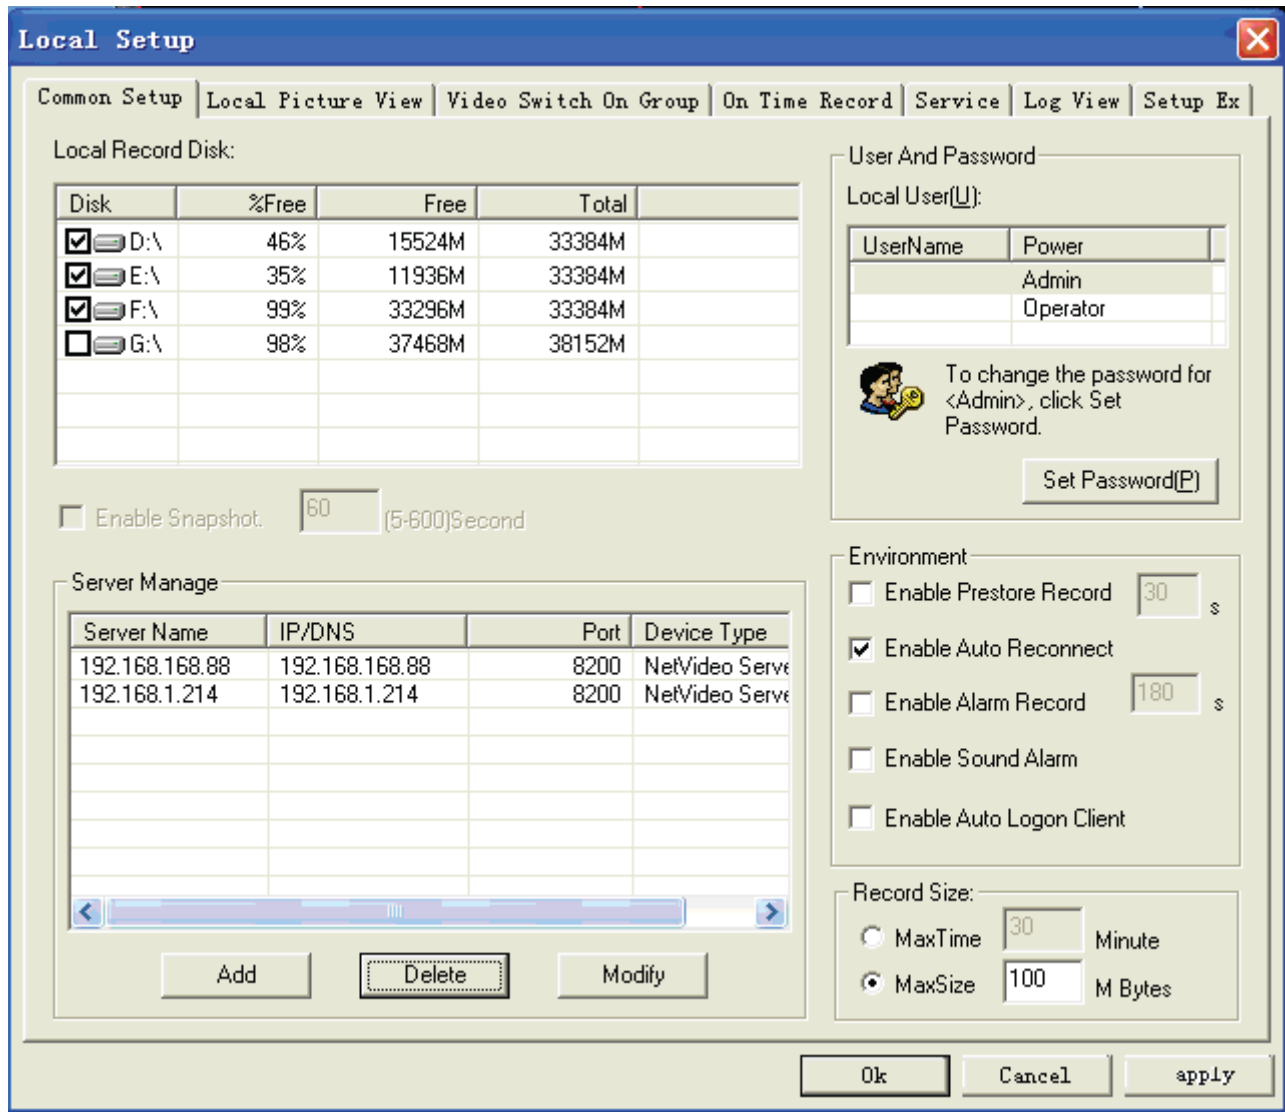 Local Setup
Common Setup Local Picture View Video Switch On Group On Time Record Service Log View Setup Ex
Local Record Disk:
Disk %Free Free Total
D:\ 46% 15524M 33384M
E:\ 35% 11936M 33384M
F:\ 99% 33296M 33384M
G:\ 98% 37468M 38152M
Enable Snapshot. 60 (5-600)Second
Server Manage
Server Name IP/DNS Port Device Type
192.168.168.88 192.168.168.88 8200 NetVideo Serve
192.168.1.214 192.168.1.214 8200 NetVideo Serve
Add Delete Modify
User And Password
Local User(U):
UserName Power
Admin
Operator
To change the password for
<Admin>, click Set
Password.
Set Password(P)
Environment
Enable Prestore Record 30 s
Enable Auto Reconnect
Enable Alarm Record 180 s
Enable Sound Alarm
Enable Auto Logon Client
Record Size:
MaxTime 30 Minute
MaxSize 100 M Bytes
Ok Cancel apply